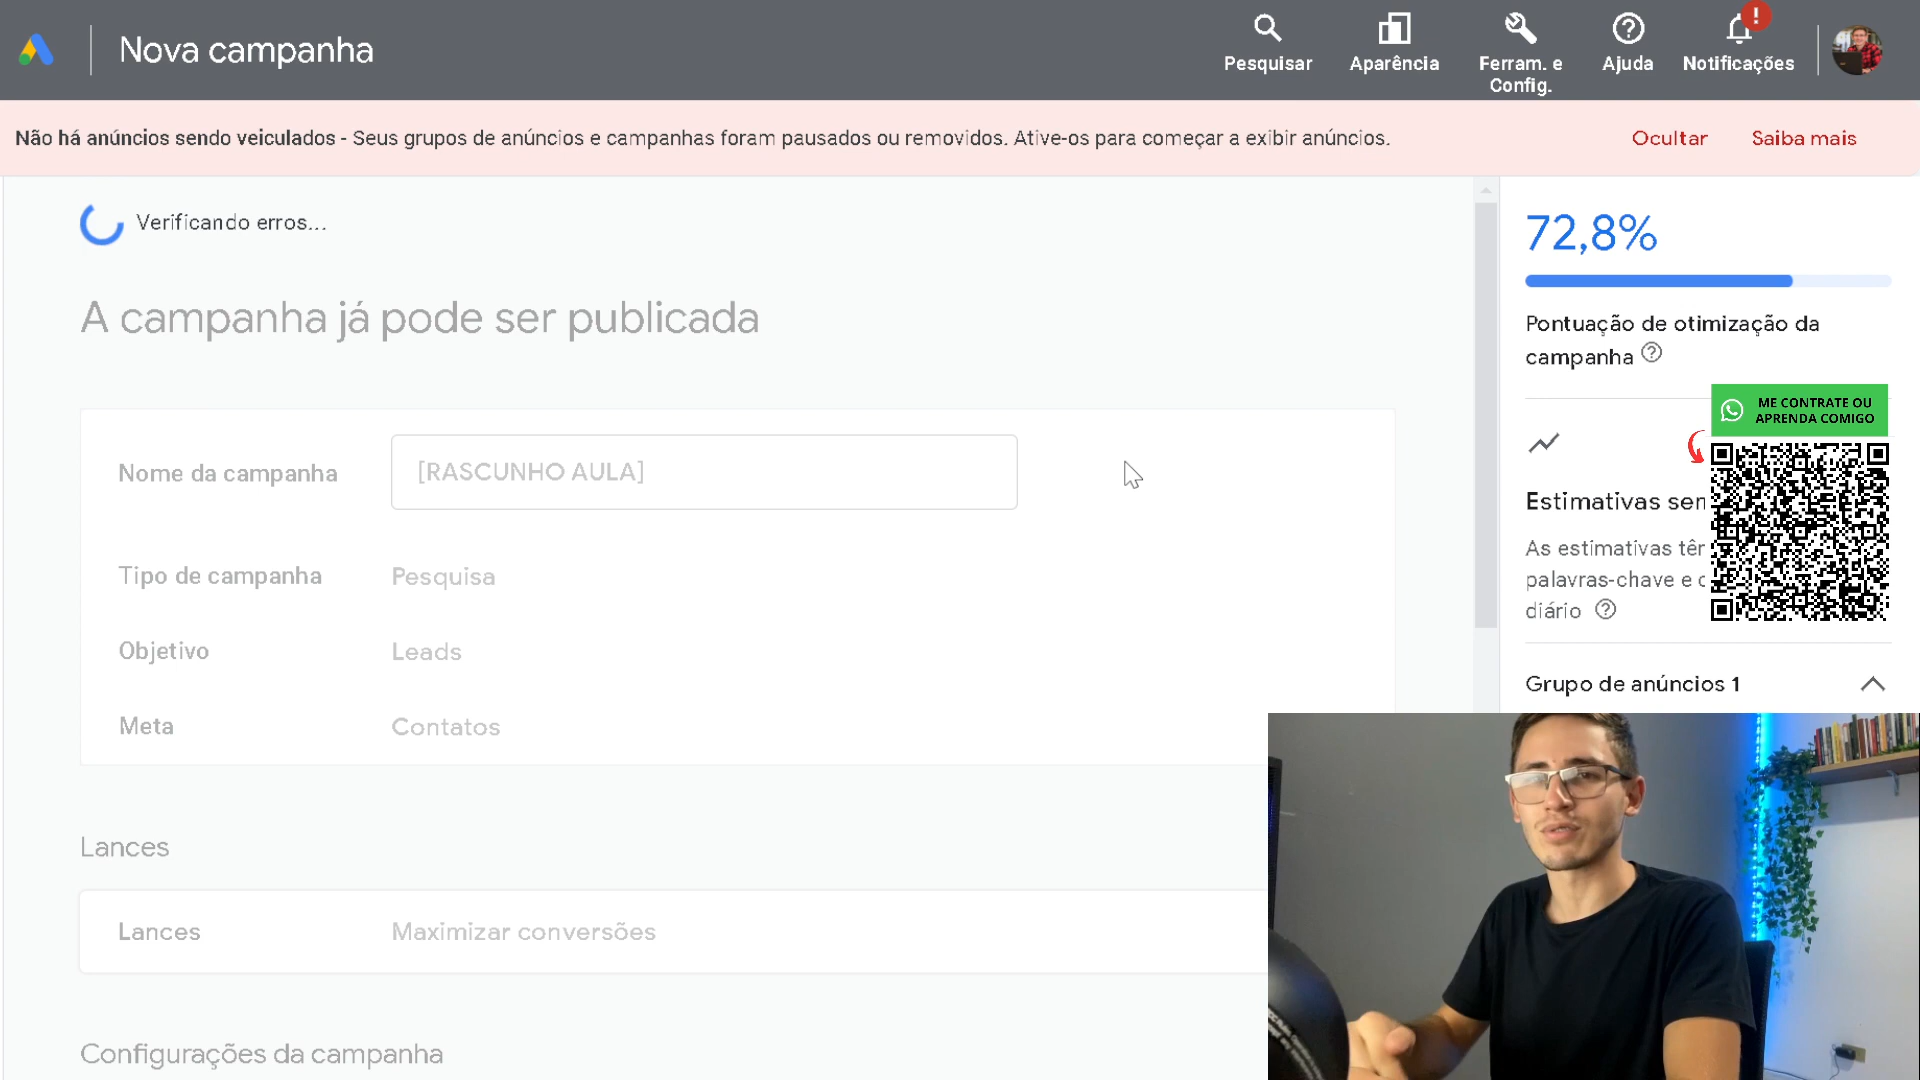 Nova campanha
Pesquisar
Aparência
Ferram. e
Config.
Ajuda
Notificações
!
Não há anúncios sendo veiculados - Seus grupos de anúncios e campanhas foram pausados ou removidos. Ative-os para começar a exibir anúncios.
Ocultar
Saiba mais
Verificando erros...
A campanha já pode ser publicada
Nome da campanha
[RASCUNHO AULA]
Tipo de campanha
Pesquisa
Objetivo
Leads
Meta
Contatos
Lances
Lances
Maximizar conversões
Configurações da campanha
72,8%
Pontuação de otimização da
campanha
ME CONTRATE OU
APRENDA COMIGO
Estimativas
As estimativas
palavras-chave e
diário
Grupo de anúncios 1